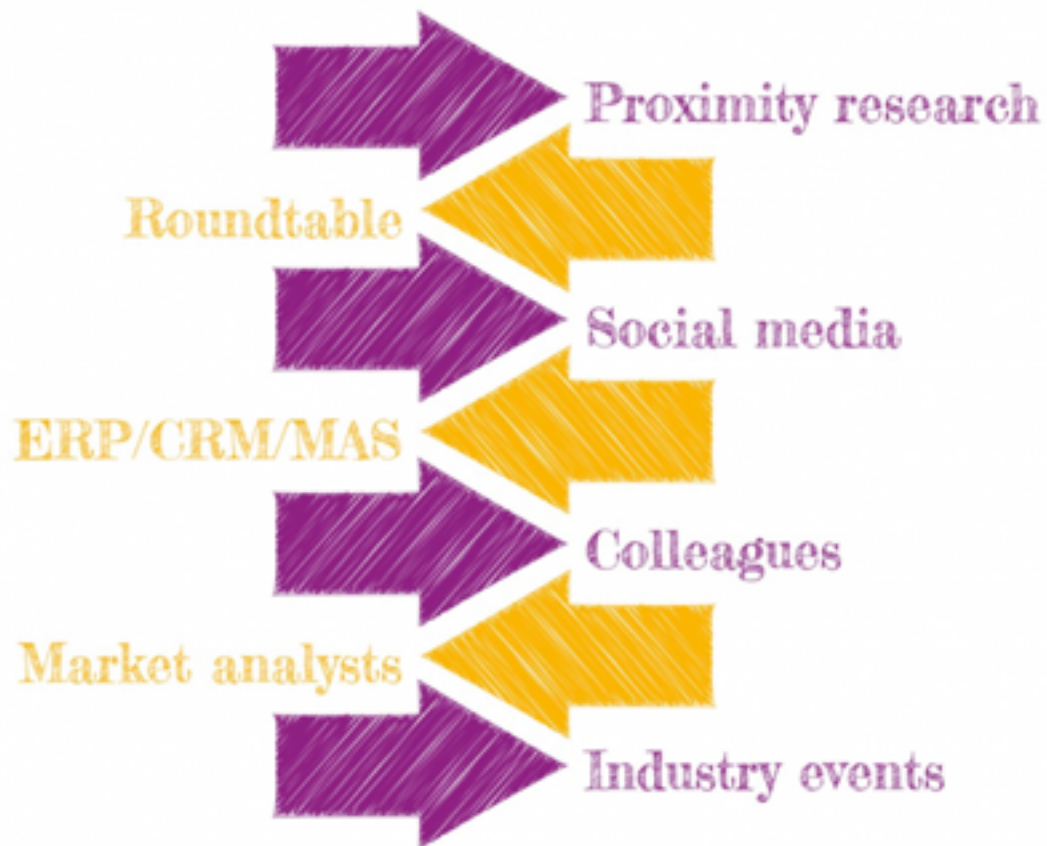 Proximity research
Roundtable
Social media
ERP/CRM/MAS
Colleagues
Market analysts
Industry events